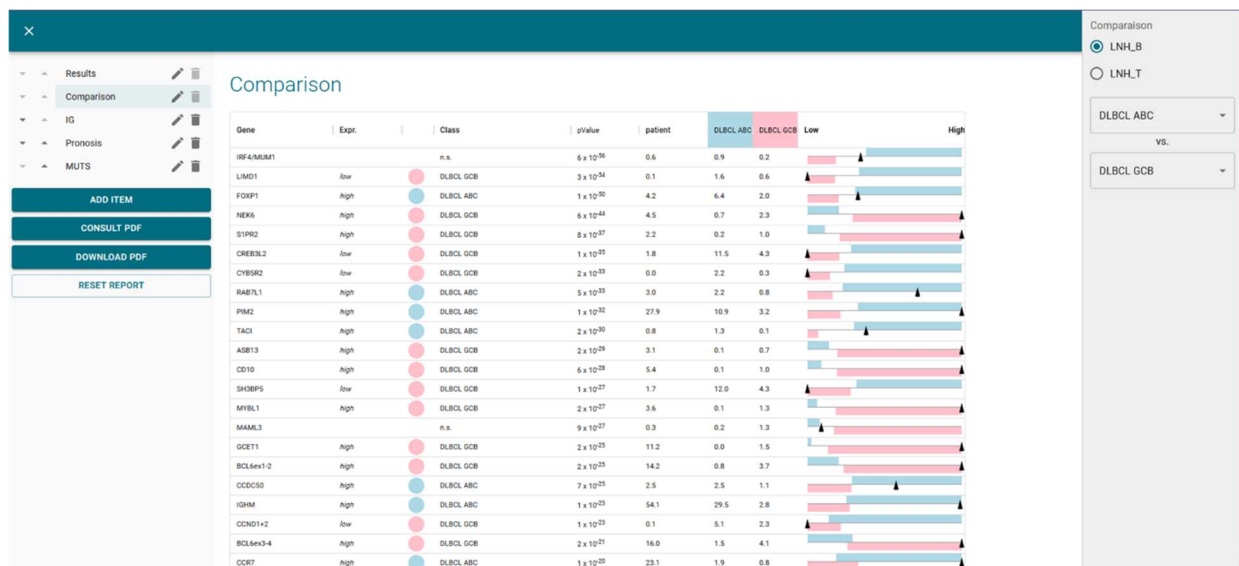 ×
Results
Comparison
IG
Pronosis
MUTS
ADD ITEM
CONSULT PDF
DOWNLOAD PDF
RESET REPORT
Comparison
Gene Expr. Class pValue patient DLBCL ABC DLBCL GCB Low High
IRF4/MUM1 n.s. 6 x 10-56 0.6 0.9 0.2
LIMD1 low DLBCL GCB 3 x 10-54 0.1 1.6 0.6
FOXP1 high DLBCL ABC 1 x 10-50 4.2 6.4 2.0
NEK6 high DLBCL GCB 6 x 10-44 4.5 0.7 2.3
S1PR2 high DLBCL GCB 8 x 10-37 2.2 0.2 1.0
CREB3L2 low DLBCL GCB 1 x 10-35 1.8 11.5 4.3
CYB5R2 low DLBCL GCB 2 x 10-33 0.0 2.2 0.3
RAB7L1 high DLBCL ABC 5 x 10-33 3.0 2.2 0.8
PIM2 high DLBCL ABC 1 x 10-32 27.9 10.9 3.2
TACI high DLBCL ABC 2 x 10-30 0.8 1.3 0.1
ASB13 high DLBCL GCB 2 x 10-29 3.1 0.1 0.7
CD10 high DLBCL GCB 6 x 10-28 5.4 0.1 1.0
SH3BP5 low DLBCL GCB 1 x 10-27 1.7 12.0 4.3
MYBL1 high DLBCL GCB 2 x 10-27 3.6 0.1 1.3
MAML3 n.s. 9 x 10-27 0.3 0.2 1.3
GCET1 high DLBCL GCB 2 x 10-25 11.2 0.0 1.5
BCL6ex1-2 high DLBCL GCB 2 x 10-25 14.2 0.8 3.7
CCDC50 high DLBCL ABC 7 x 10-25 2.5 2.5 1.1
IGHM high DLBCL ABC 1 x 10-23 54.1 29.5 2.8
CCND1+2 low DLBCL GCB 1 x 10-23 0.1 5.1 2.3
BCL6ex3-4 high DLBCL GCB 2 x 10-21 16.0 1.5 4.1
CCR7 high DLBCL ABC 1 x 10-20 23.1 1.9 0.8
Comparaison
LNH_B
LNH_T
DLBCL ABC
vs.
DLBCL GCB